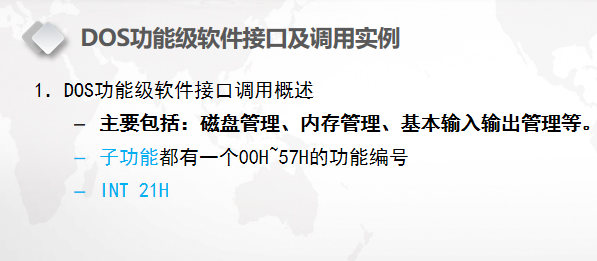 DOS功能级软件接口及调用实例
1. DOS功能级软件接口调用概述
– 主要包括：磁盘管理、内存管理、基本输入输出管理等。
– 子功能都有一个00H~57H的功能编号
– INT 21H